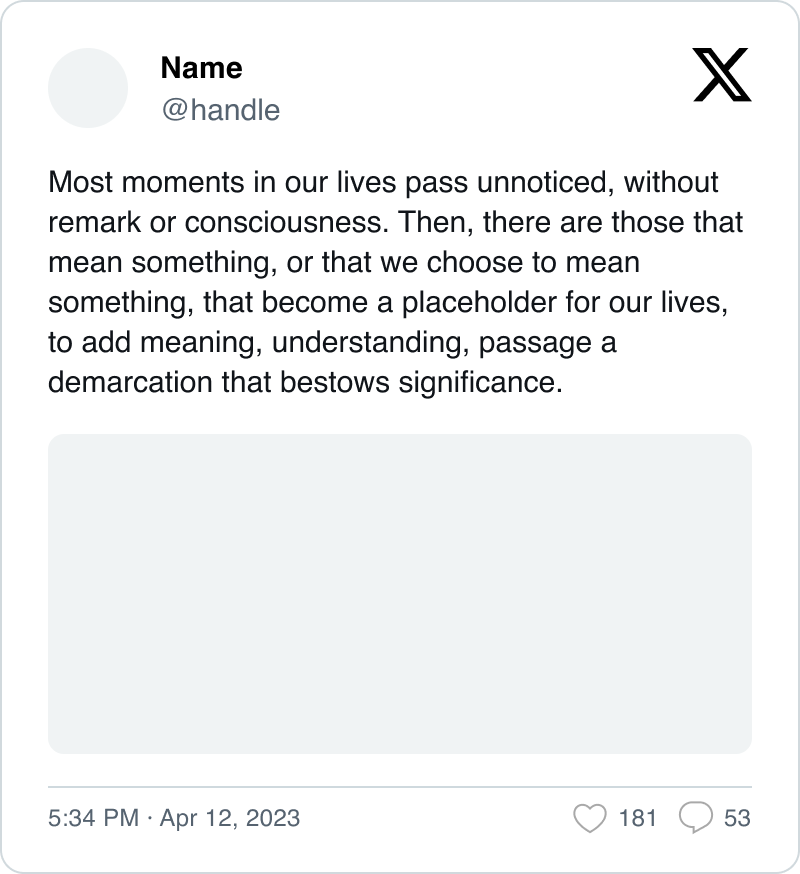 Name
@handle
Most moments in our lives pass unnoticed, without
remark or consciousness. Then, there are those that
mean something, or that we choose to mean
something, that become a placeholder for our lives,
to add meaning, understanding, passage a
demarcation that bestows significance.
5:34 PM · Apr 12, 2023 181 53